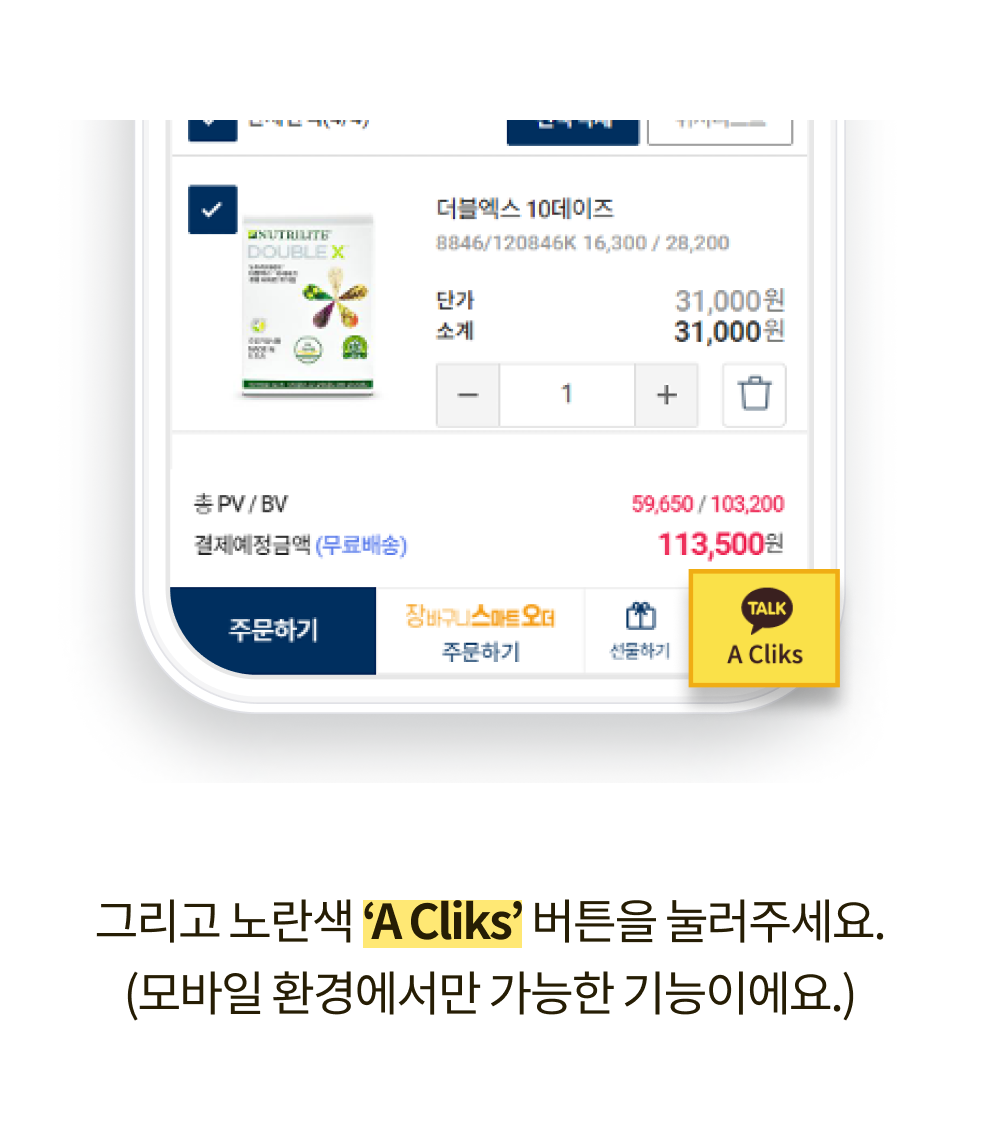 더블엑스 10데이즈
8846/120846K 16,300 / 28,200
NUTRILITE
DOUBLE X
단가 31,000원
소계 31,000원
MADE IN
U.S.A
1
총 PV / BV 59,650 / 103,200
결제예정금액 (무료배송) 113,500원
주문하기
장바구니스마트오더
주문하기
선물하기
TALK
A Cliks
그리고 노란색 ‘A Cliks’ 버튼을 눌러주세요.
(모바일 환경에서만 가능한 기능이에요.)